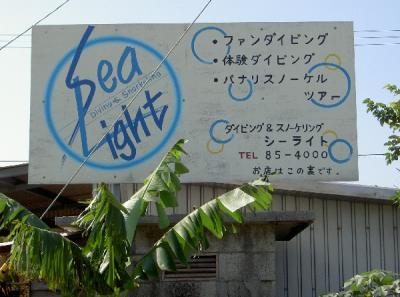 Sea
Diving & Snorkeling
Light
・ファンダイビング
・体験ダイビング
・パナリスノーケル
ツアー
ダイビング&スノーケリング
シーライト
TEL 85-4000
お店はこの裏です。